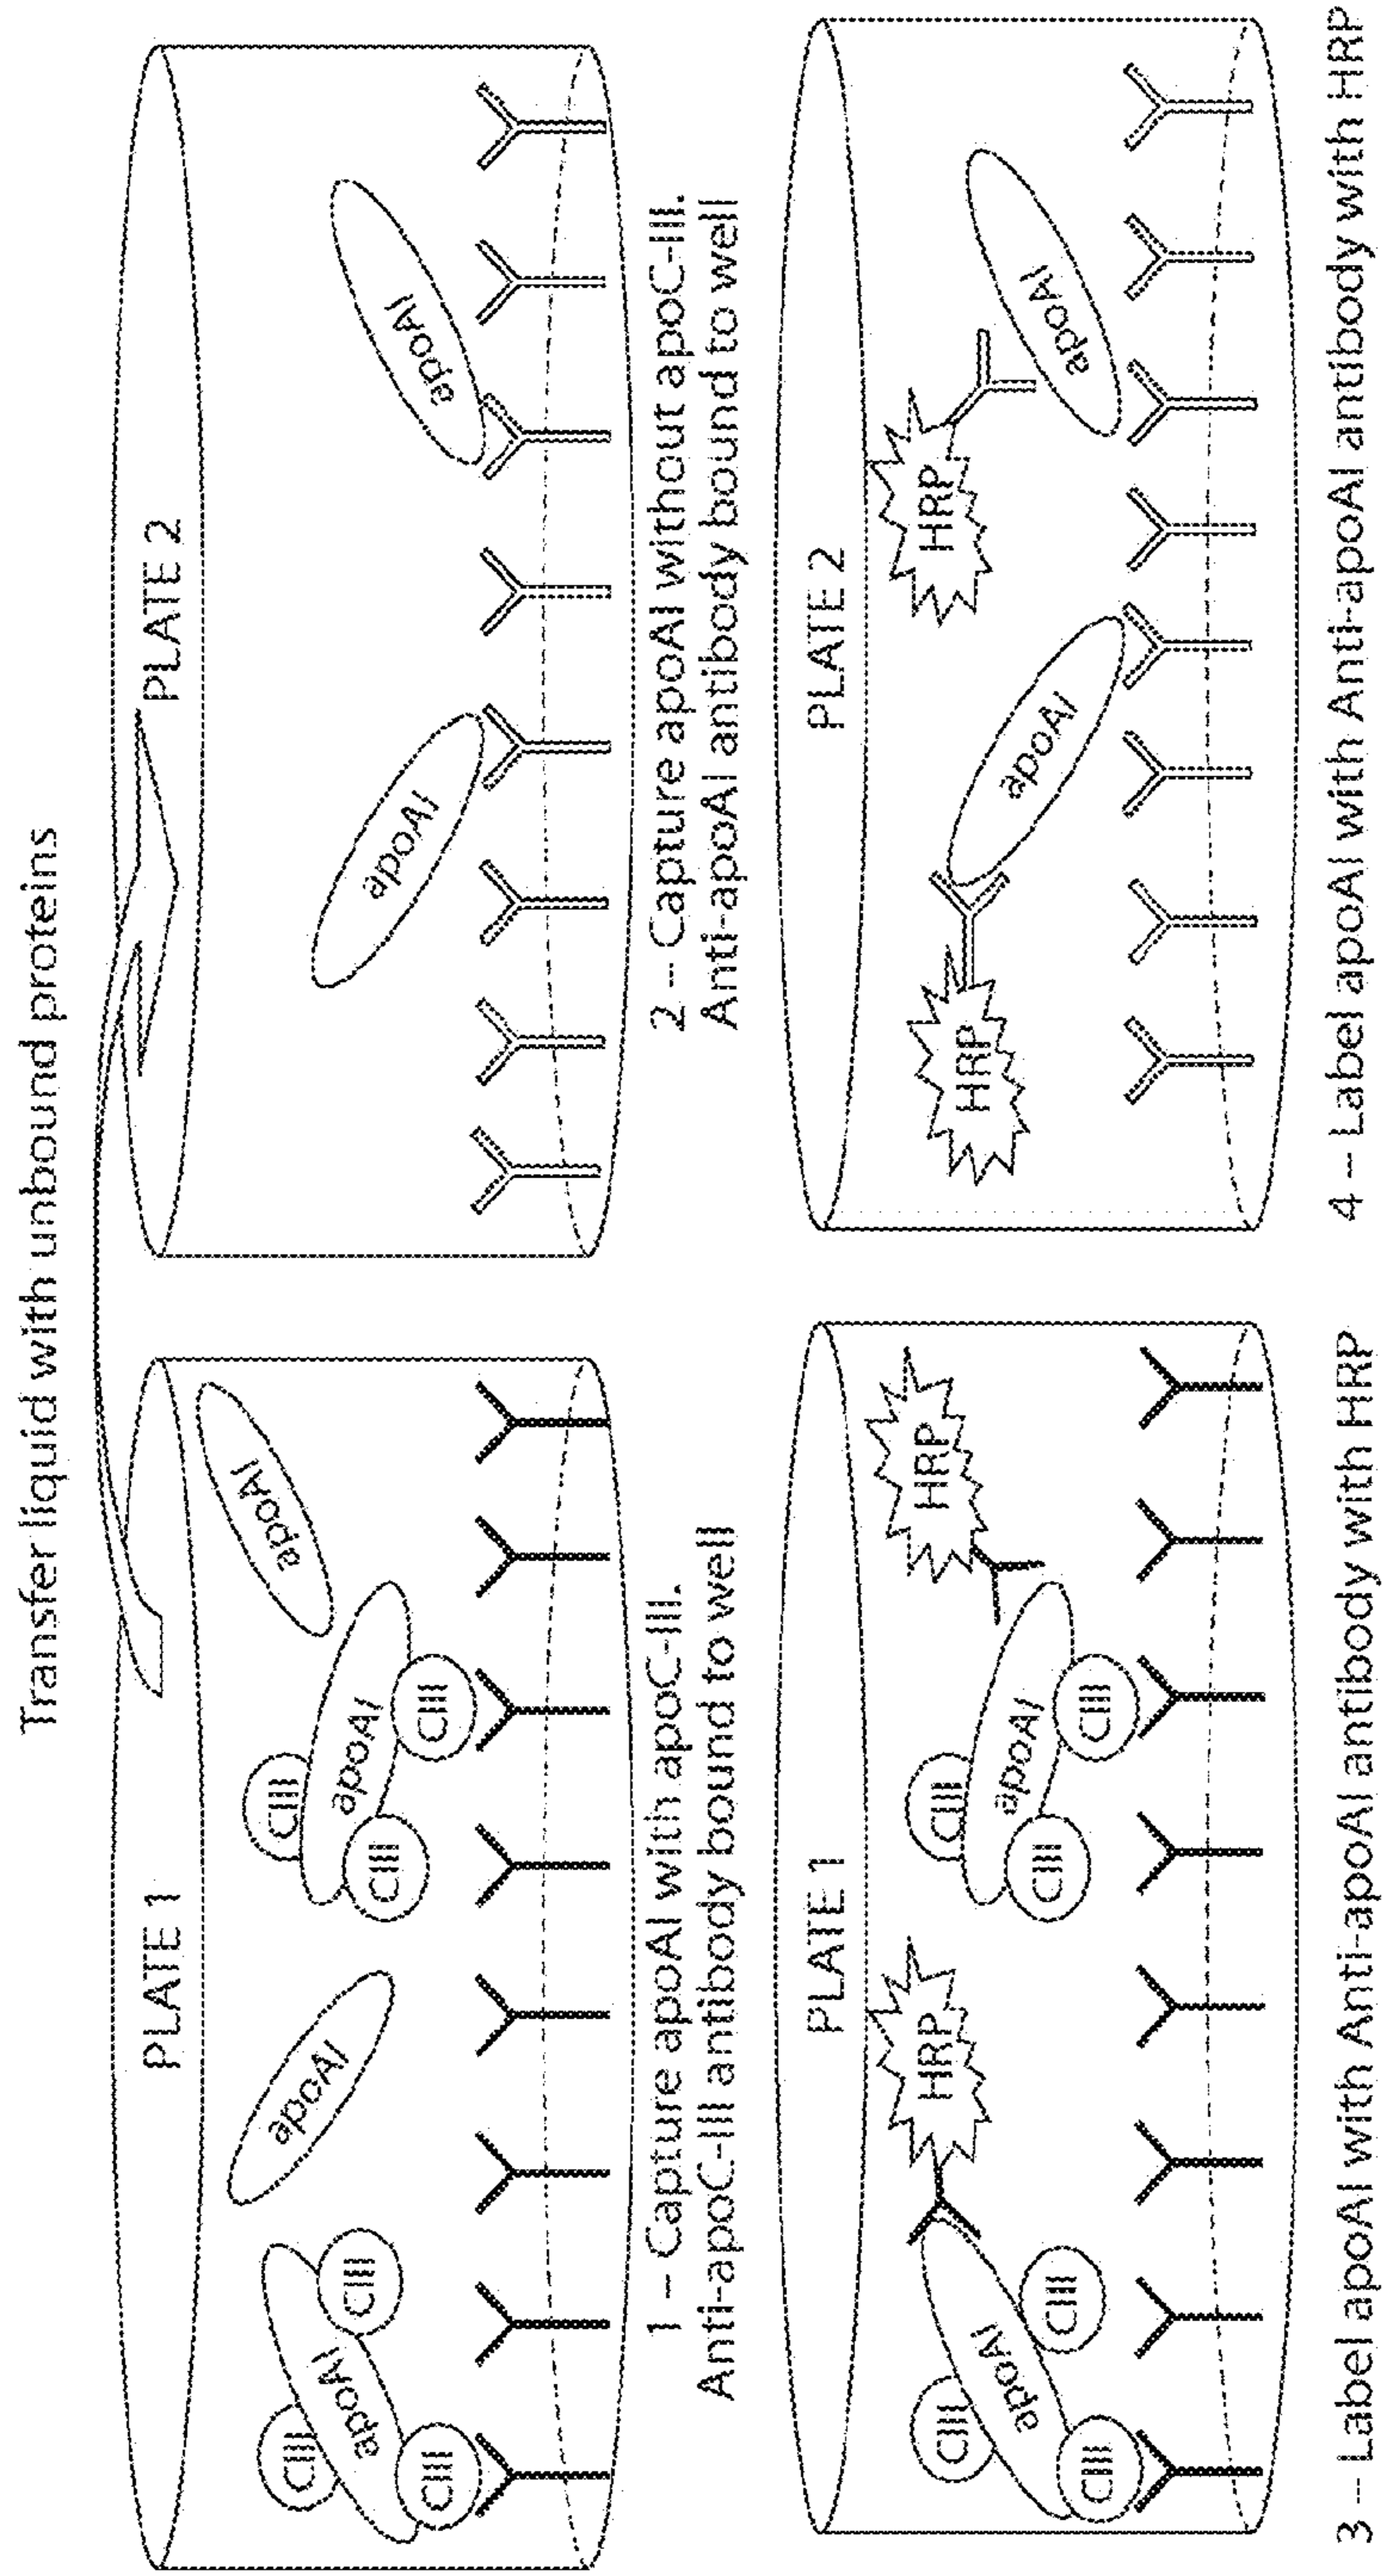 Transfer liquid with unbound proteins
PLATE 1
apoAI
apoAI
CIII
CIII
apoAI
CIII
CIII
apoAI
CIII
CIII
1 – Capture apoAI with apoC-III.
Anti-apoC-III antibody bound to well
PLATE 2
apoAI
apoAI
2 – Capture apoAI without apoC-III.
Anti-apoAI antibody bound to well
PLATE 1
HRP
HRP
CIII
CIII
apoAI
CIII
CIII
apoAI
CIII
CIII
3 – Label apoAI with Anti-apoAI antibody with HRP
PLATE 2
HRP
HRP
apoAI
apoAI
4 – Label apoAI with Anti-apoAI antibody with HRP